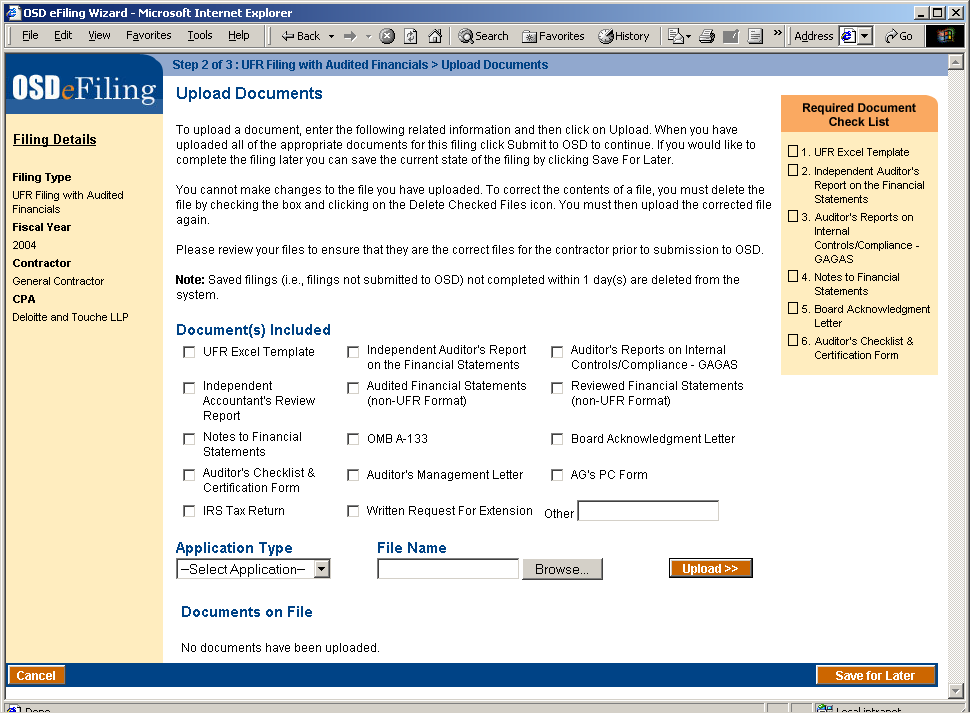 OSD eFiling Wizard - Microsoft Internet Explorer
File Edit View Favorites Tools Help
Back Search Favorites History » Address Go
OSDeFiling
Step 2 of 3 : UFR Filing with Audited Financials > Upload Documents
Filing Details
Filing Type
UFR Filing with Audited
Financials
Fiscal Year
2004
Contractor
General Contractor
CPA
Deloitte and Touche LLP
Upload Documents
To upload a document, enter the following related information and then click on Upload. When you have
uploaded all of the appropriate documents for this filing click Submit to OSD to continue. If you would like to
complete the filing later you can save the current state of the filing by clicking Save For Later.
You cannot make changes to the file you have uploaded. To correct the contents of a file, you must delete the
file by checking the box and clicking on the Delete Checked Files icon. You must then upload the corrected file
again.
Please review your files to ensure that they are the correct files for the contractor prior to submission to OSD.
Note: Saved filings (i.e., filings not submitted to OSD) not completed within 1 day(s) are deleted from the
system.
Document(s) Included
UFR Excel Template
Independent Auditor's Report
on the Financial Statements
Auditor's Reports on Internal
Controls/Compliance - GAGAS
Independent
Accountant's Review
Report
Audited Financial Statements
(non-UFR Format)
Reviewed Financial Statements
(non-UFR Format)
Notes to Financial
Statements
OMB A-133
Board Acknowledgment Letter
Auditor's Checklist &
Certification Form
Auditor's Management Letter
AG's PC Form
IRS Tax Return
Written Request For Extension
Other
Application Type
--Select Application--
File Name
Browse...
Upload >>
Documents on File
No documents have been uploaded.
Required Document
Check List
1. UFR Excel Template
2. Independent Auditor's
Report on the Financial
Statements
3. Auditor's Reports on
Internal
Controls/Compliance -
GAGAS
4. Notes to Financial
Statements
5. Board Acknowledgment
Letter
6. Auditor's Checklist &
Certification Form
Cancel
Save for Later
Done
Local intranet